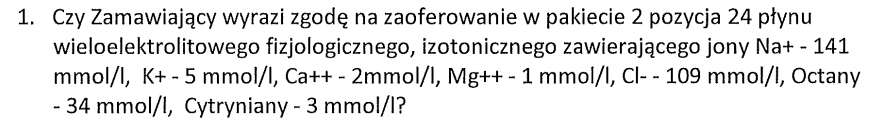 1. Czy Zamawiający wyrazi zgodę na zaoferowanie w pakiecie 2 pozycja 24 płynu
wieloelektrolitowego fizjologicznego, izotonicznego zawierającego jony Na+ - 141
mmol/l, K+ - 5 mmol/l, Ca++ - 2mmol/l, Mg++ - 1 mmol/l, Cl- - 109 mmol/l, Octany
- 34 mmol/l, Cytryniany - 3 mmol/l?